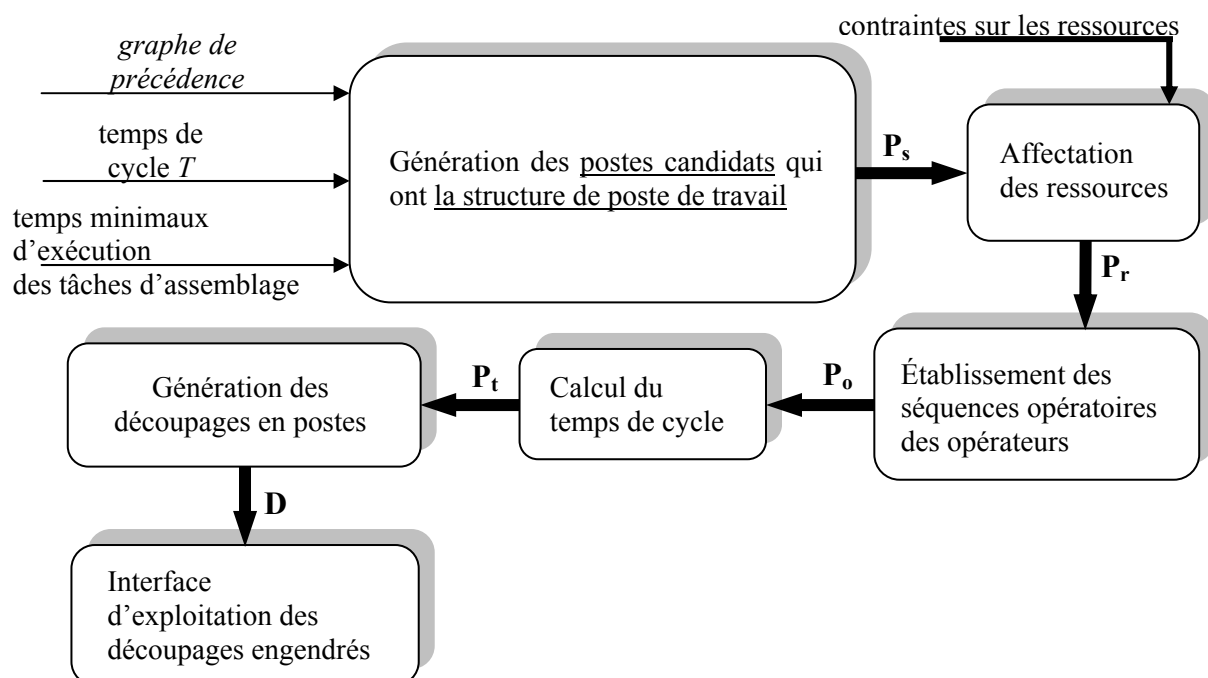 contraintes sur les ressources
graphe de
précédence
temps de
cycle T
temps minimaux
d’exécution
des tâches d’assemblage
Génération des postes candidats qui
ont la structure de poste de travail
Ps
Affectation
des ressources
Pr
Établissement des
séquences opératoires
des opérateurs
Po
Calcul du
temps de cycle
Pt
Génération des
découpages en postes
D
Interface
d’exploitation des
découpages engendrés